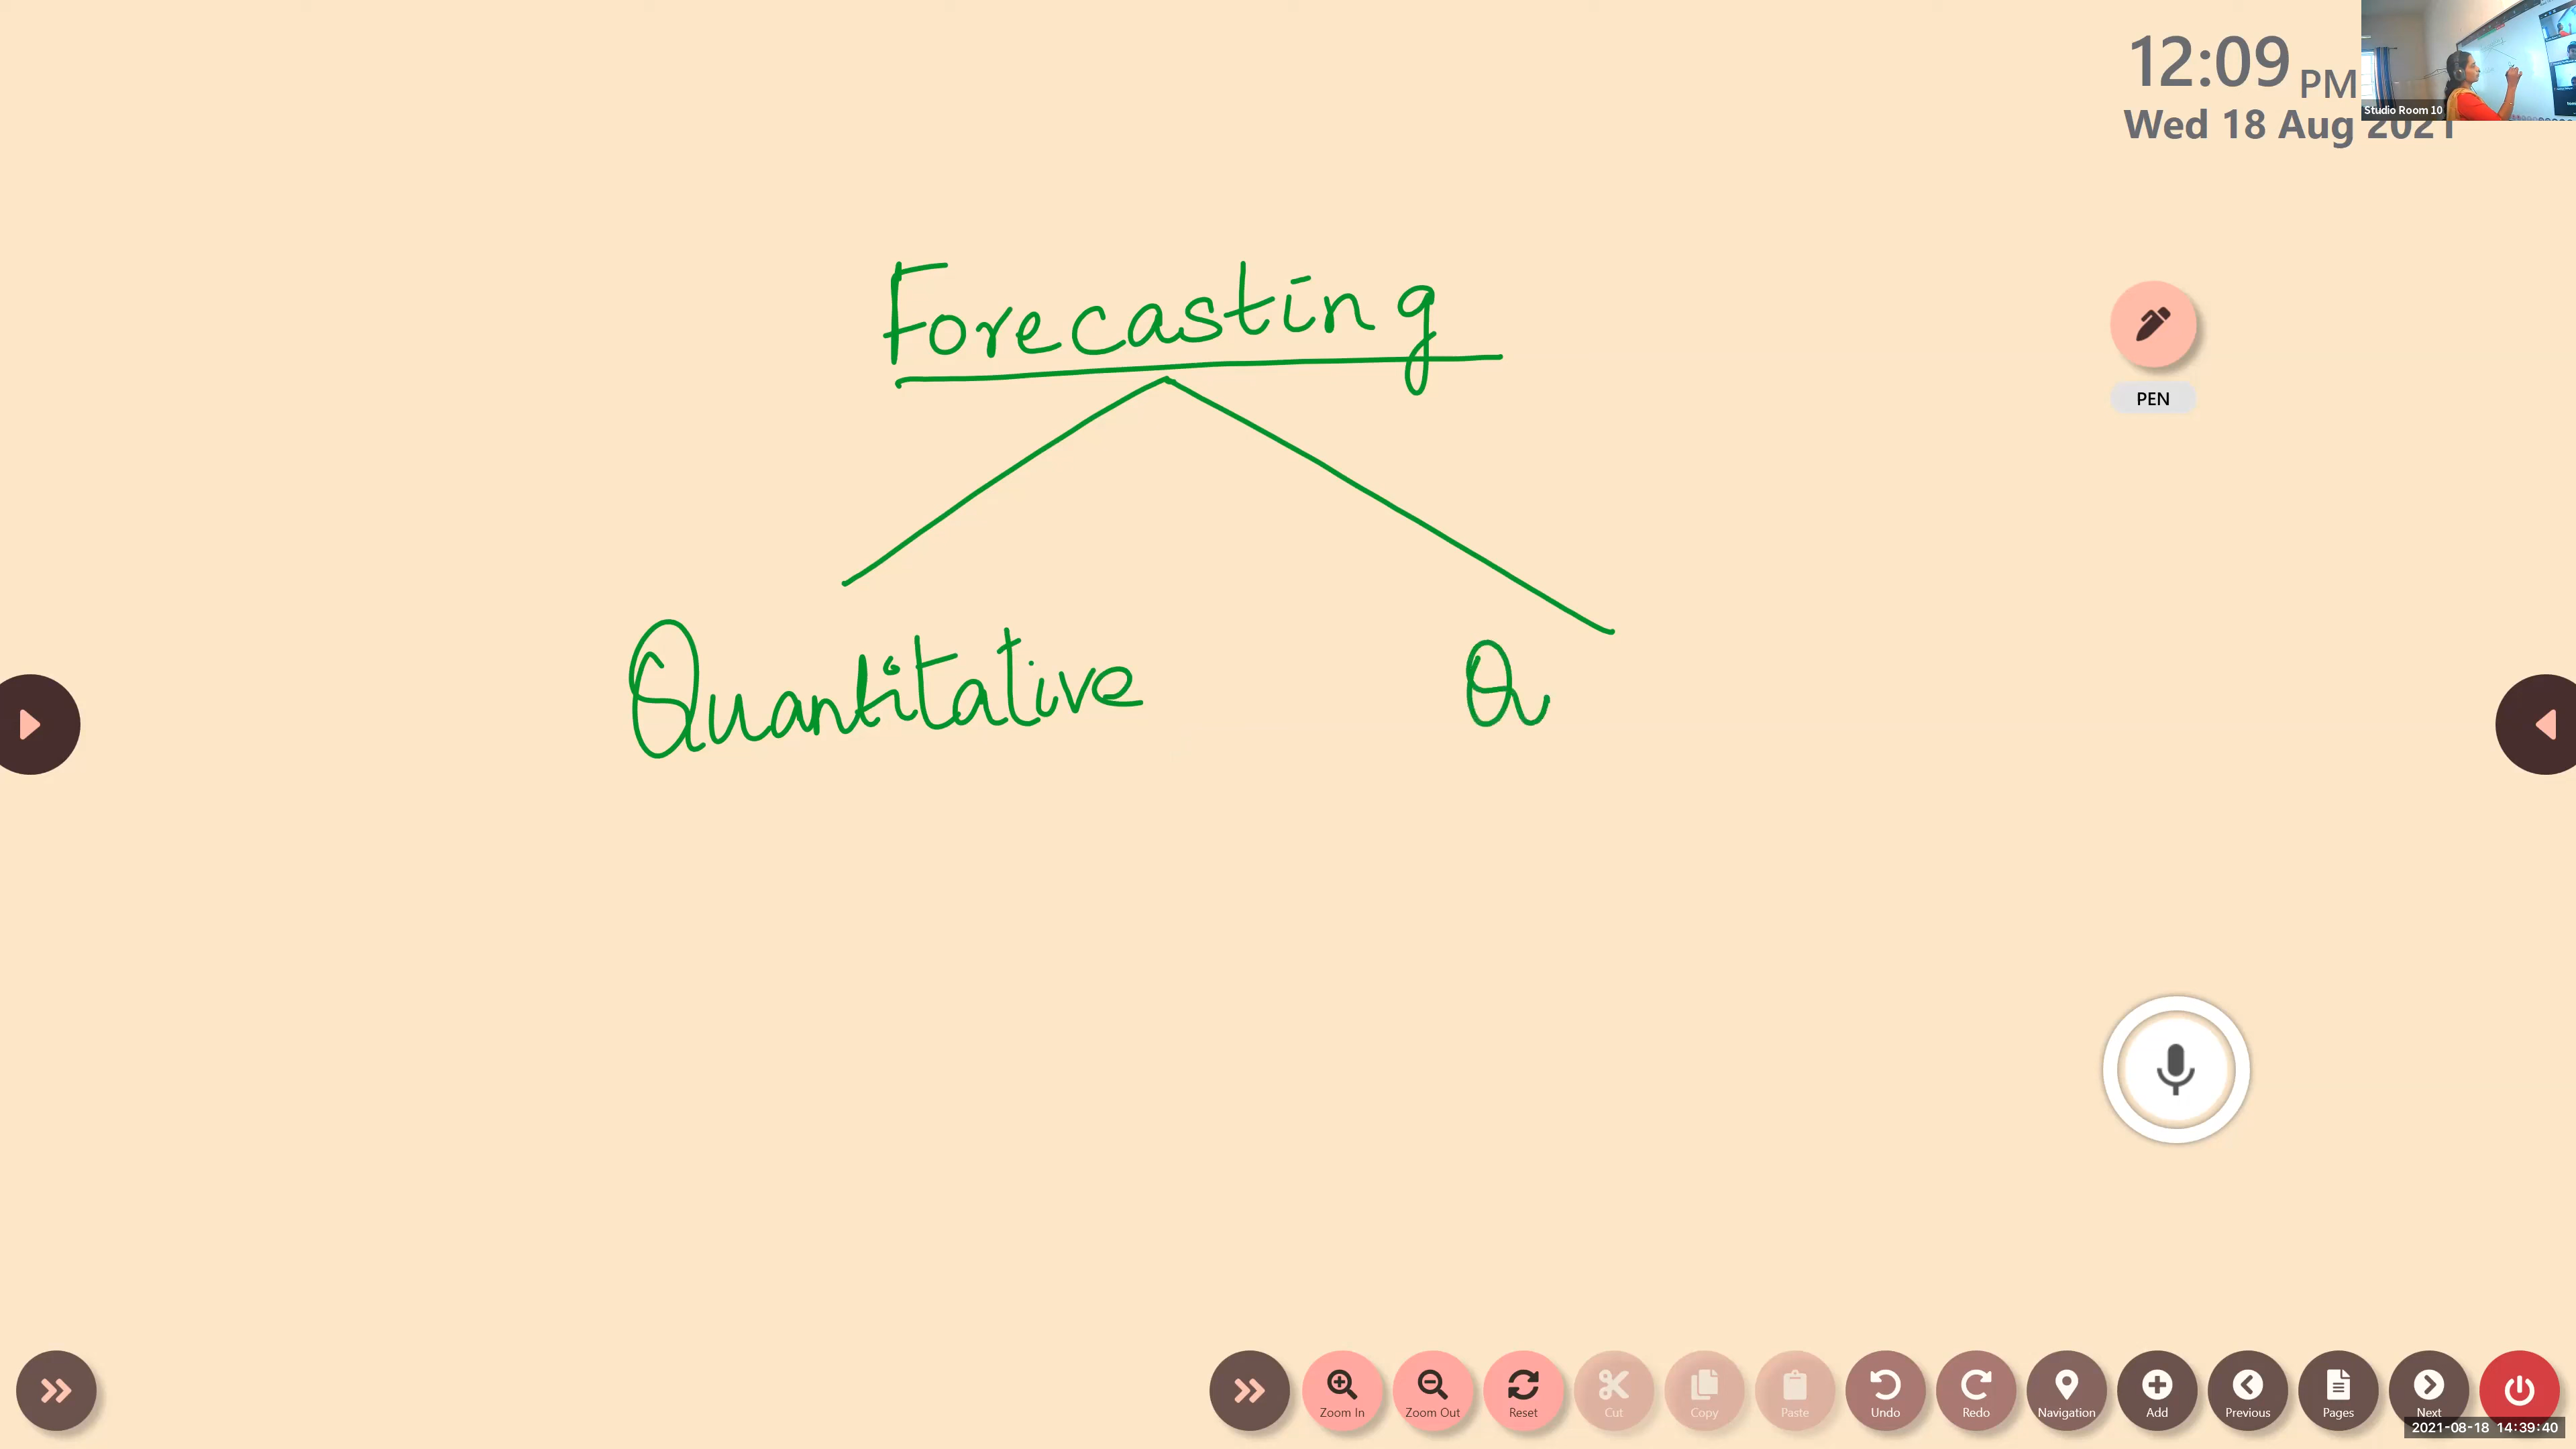 12:09 PM
Wed 18 Aug 2021
Studio Room 10
Forecasting
PEN
Quantitative Qu
Zoom In Zoom Out Reset Cut Copy Paste Undo Redo Navigation Add Previous Pages Next
2021-08-18 14:39:40